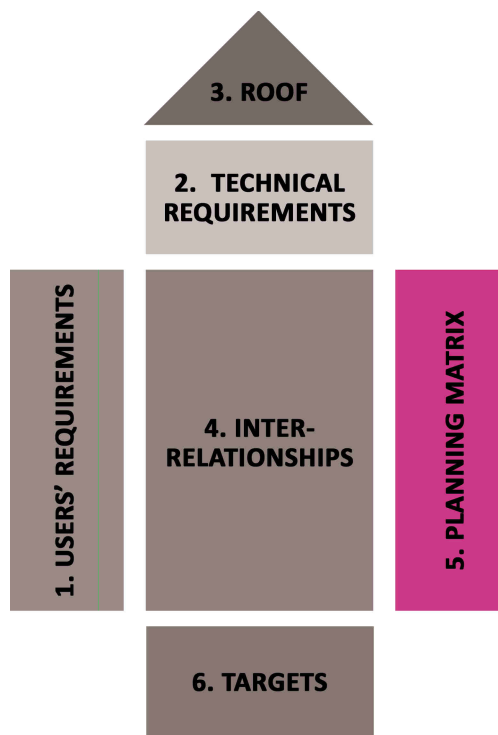 3. ROOF
2. TECHNICAL
REQUIREMENTS
1. USERS’ REQUIREMENTS
4. INTER-
RELATIONSHIPS
5. PLANNING MATRIX
6. TARGETS